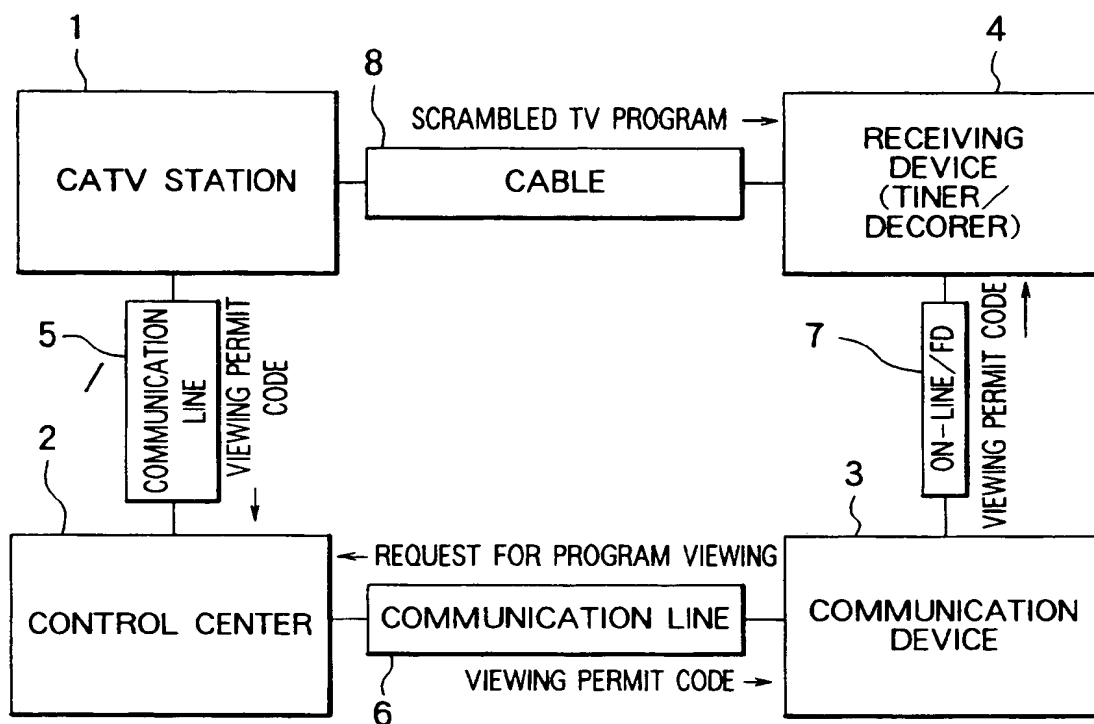 1
8
4
SCRAMBLED TV PROGRAM →
CATV STATION
CABLE
RECEIVING
DEVICE
(TINER/
DECORER)
5
COMMUNICATION
LINE
VIEWING PERMIT
CODE
↓
7
ON-LINE/FD
VIEWING PERMIT CODE
↑
2
3
← REQUEST FOR PROGRAM VIEWING
CONTROL CENTER
COMMUNICATION LINE
COMMUNICATION
DEVICE
VIEWING PERMIT CODE →
6